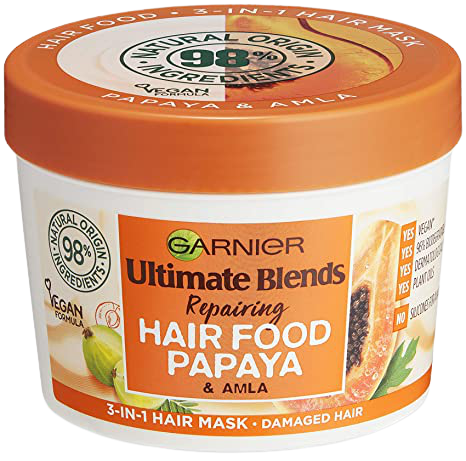 HAIR FOOD • 3-IN-1 HAIR MASK
NATURAL ORIGIN
98%
INGREDIENTS
VEGAN
FORMULA
PAPAYA & AMLA
NATURAL ORIGIN
98%
INGREDIENTS
VEGAN
FORMULA
GARNIER
Ultimate Blends
Repairing
HAIR FOOD
PAPAYA
& AMLA
3-IN-1 HAIR MASK • DAMAGED HAIR
YES VEGAN*
YES
YES
YES PLANT OILS
NO